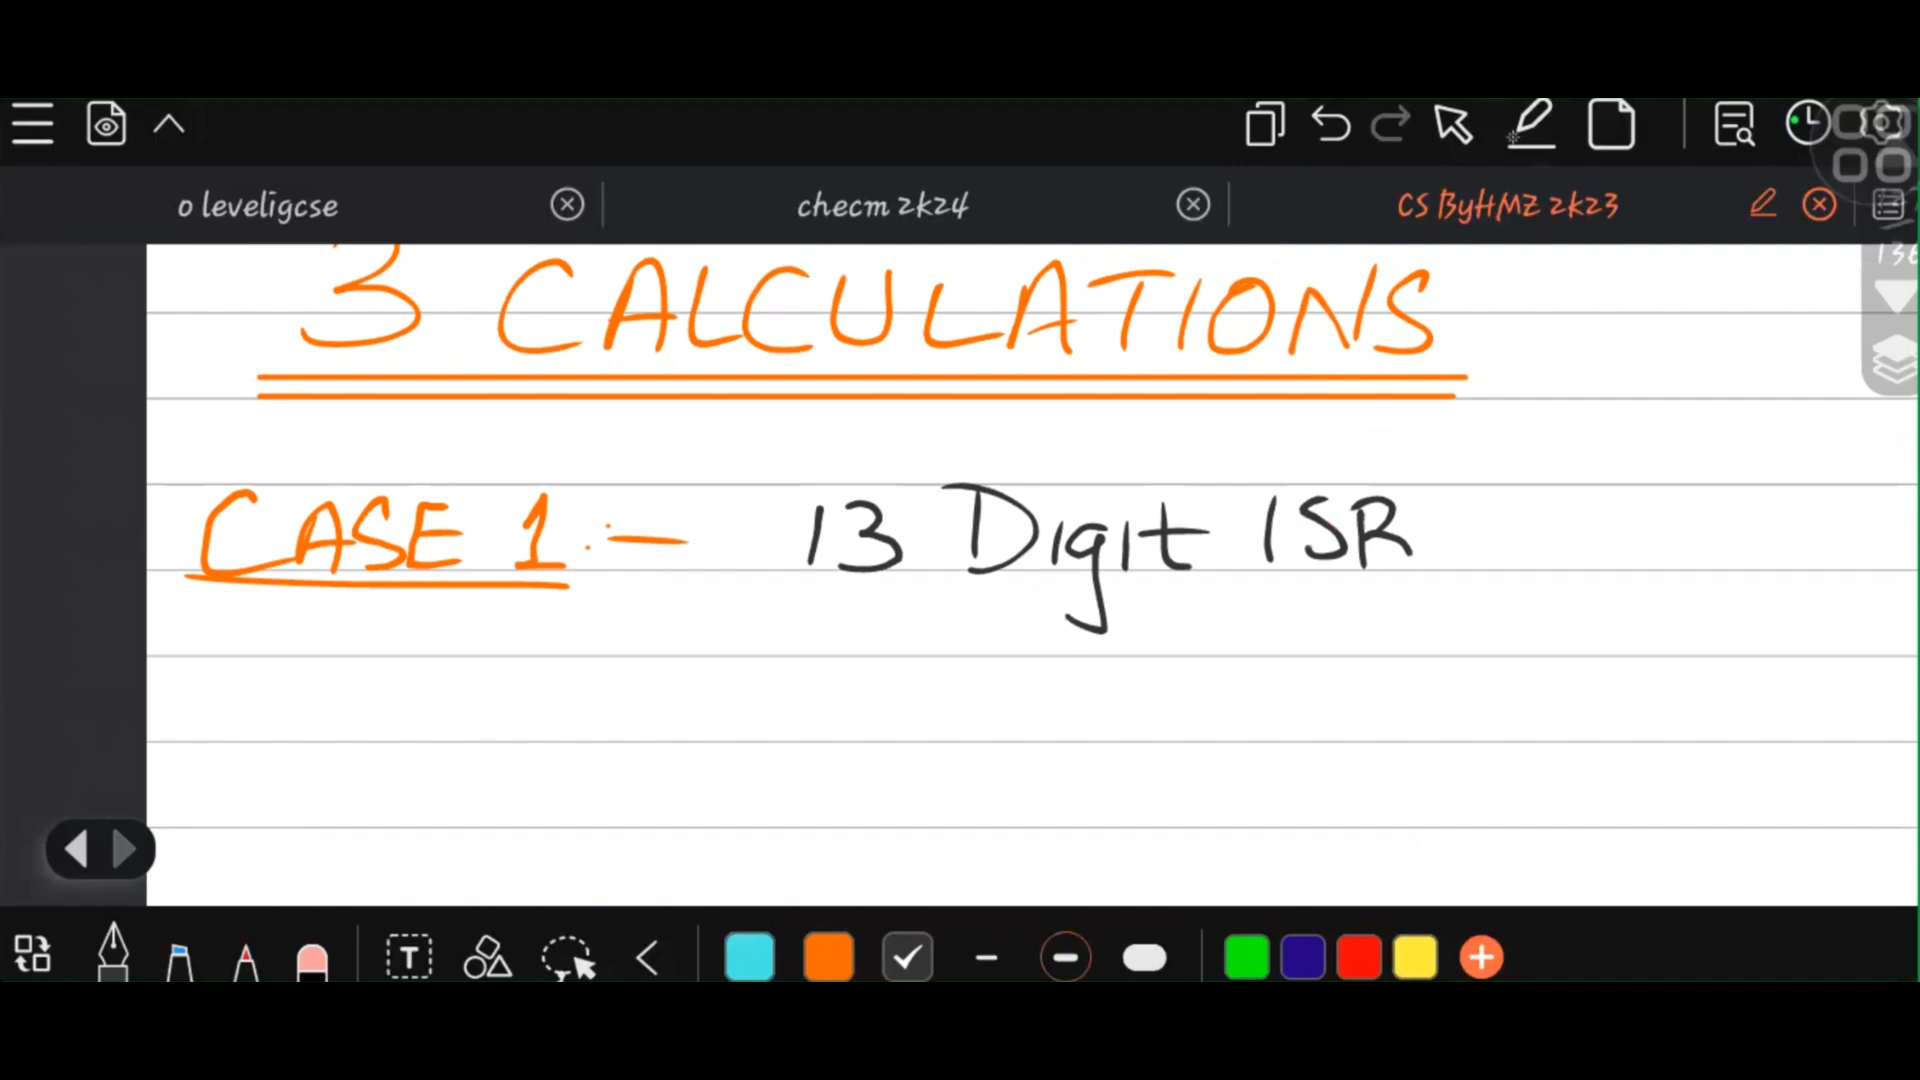 o leveligcse
checm 2k24
CS ByHMZ 2k23
3 CALCULATIONS
CASE 1:- 13 Digit ISR
T